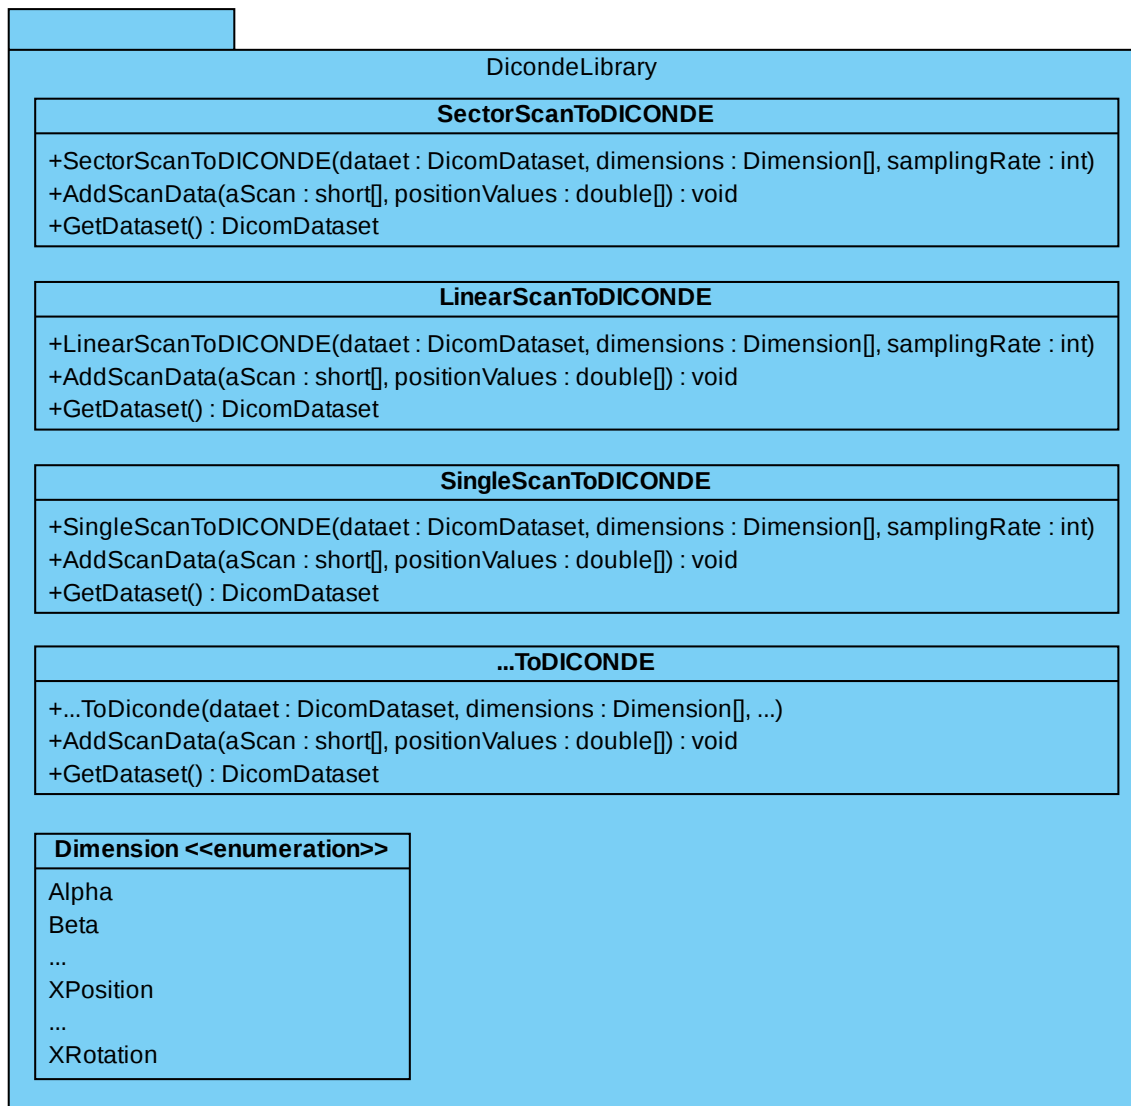 DicondeLibrary
SectorScanToDICONDE
+SectorScanToDICONDE(dataet : DicomDataset, dimensions : Dimension[], samplingRate : int)
+AddScanData(aScan : short[], positionValues : double[]) : void
+GetDataset() : DicomDataset
LinearScanToDICONDE
+LinearScanToDICONDE(dataet : DicomDataset, dimensions : Dimension[], samplingRate : int)
+AddScanData(aScan : short[], positionValues : double[]) : void
+GetDataset() : DicomDataset
SingleScanToDICONDE
+SingleScanToDICONDE(dataet : DicomDataset, dimensions : Dimension[], samplingRate : int)
+AddScanData(aScan : short[], positionValues : double[]) : void
+GetDataset() : DicomDataset
...ToDICONDE
+...ToDiconde(dataet : DicomDataset, dimensions : Dimension[], ...)
+AddScanData(aScan : short[], positionValues : double[]) : void
+GetDataset() : DicomDataset
Dimension <<enumeration>>
Alpha
Beta
...
XPosition
...
XRotation